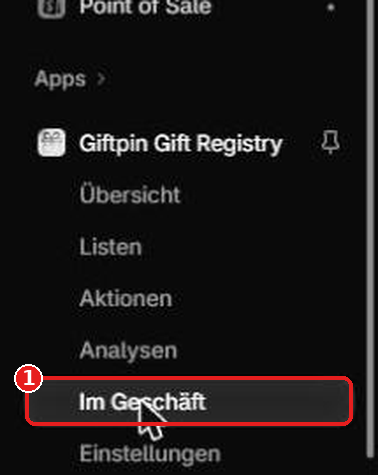 Point of Sale
Apps >
Giftpin Gift Registry
Übersicht
Listen
Aktionen
Analysen
1
Im Geschäft
Einstellungen